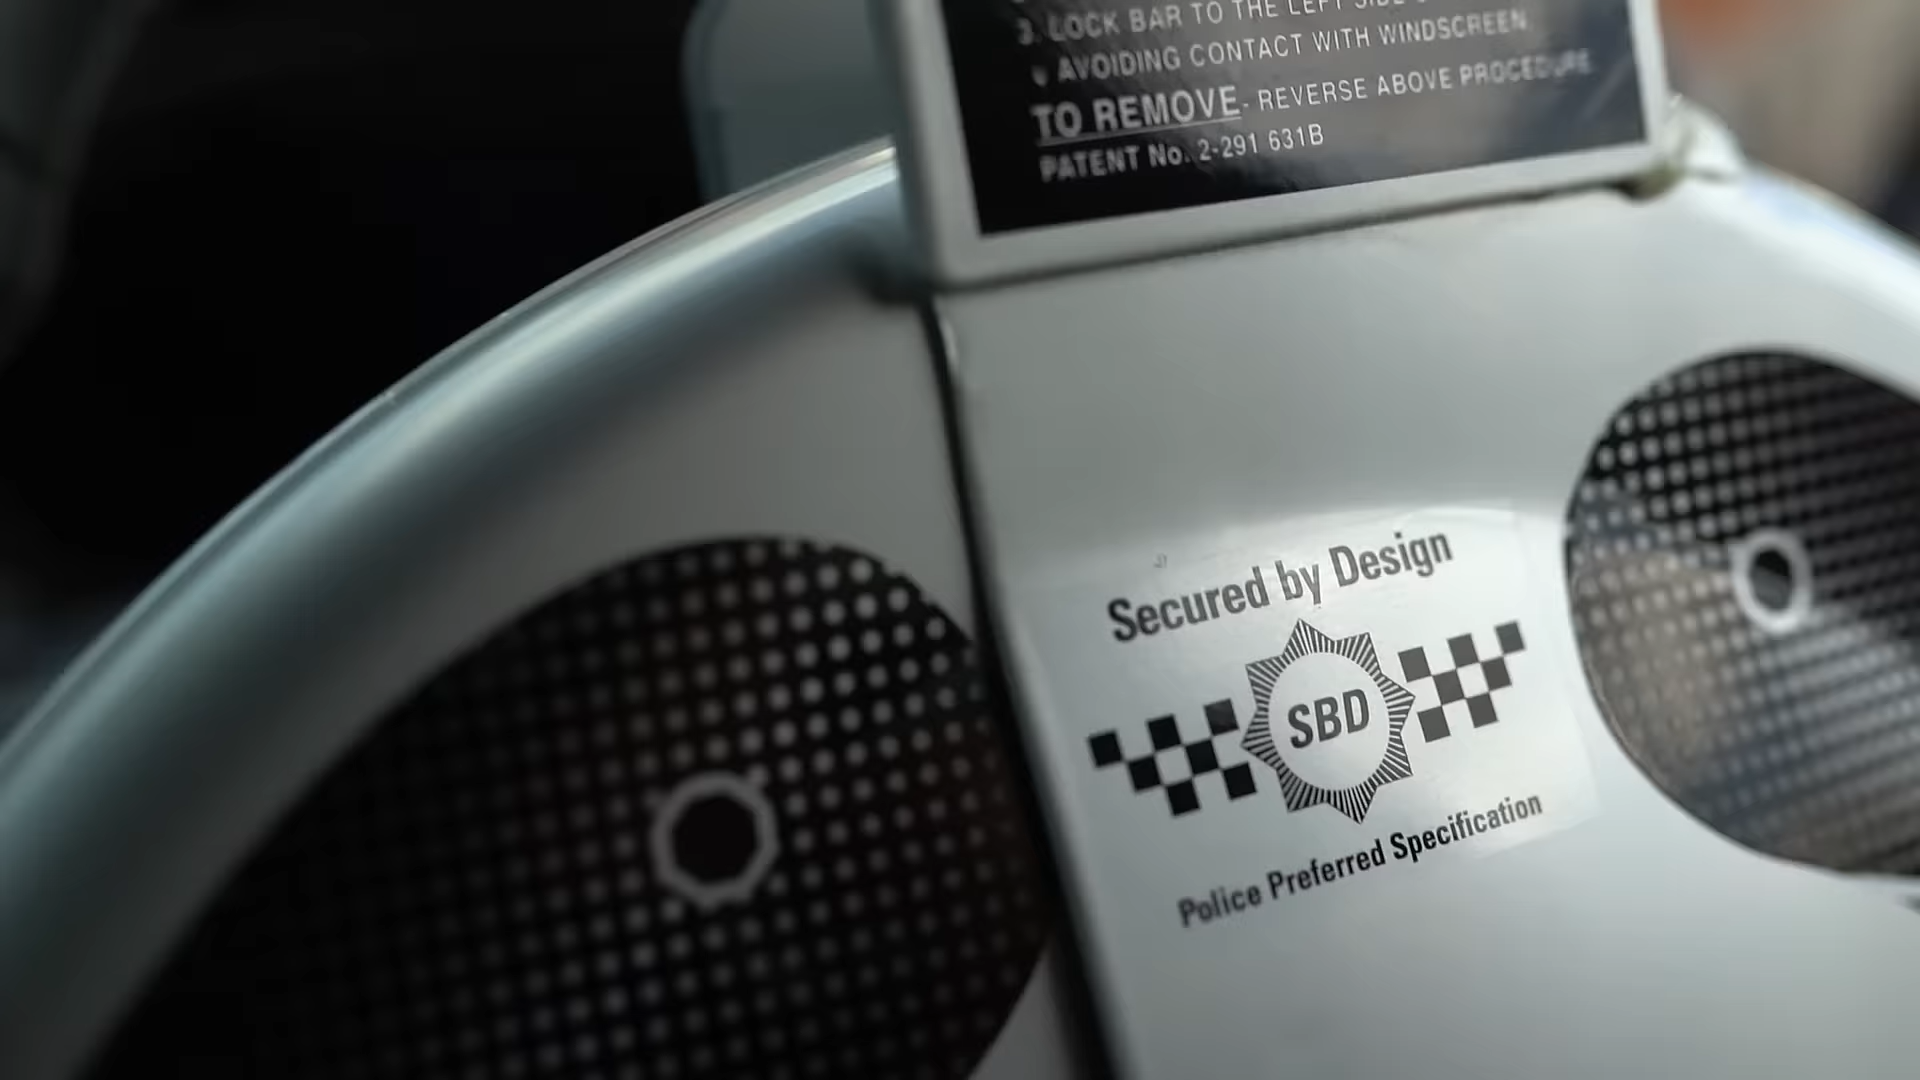 3. LOCK BAR TO THE LEFT SIDE
AVOIDING CONTACT WITH WINDSCREEN.
TO REMOVE- REVERSE ABOVE PROCEDURE
PATENT No. 2-291 631B
Secured by Design
SBD
Police Preferred Specification